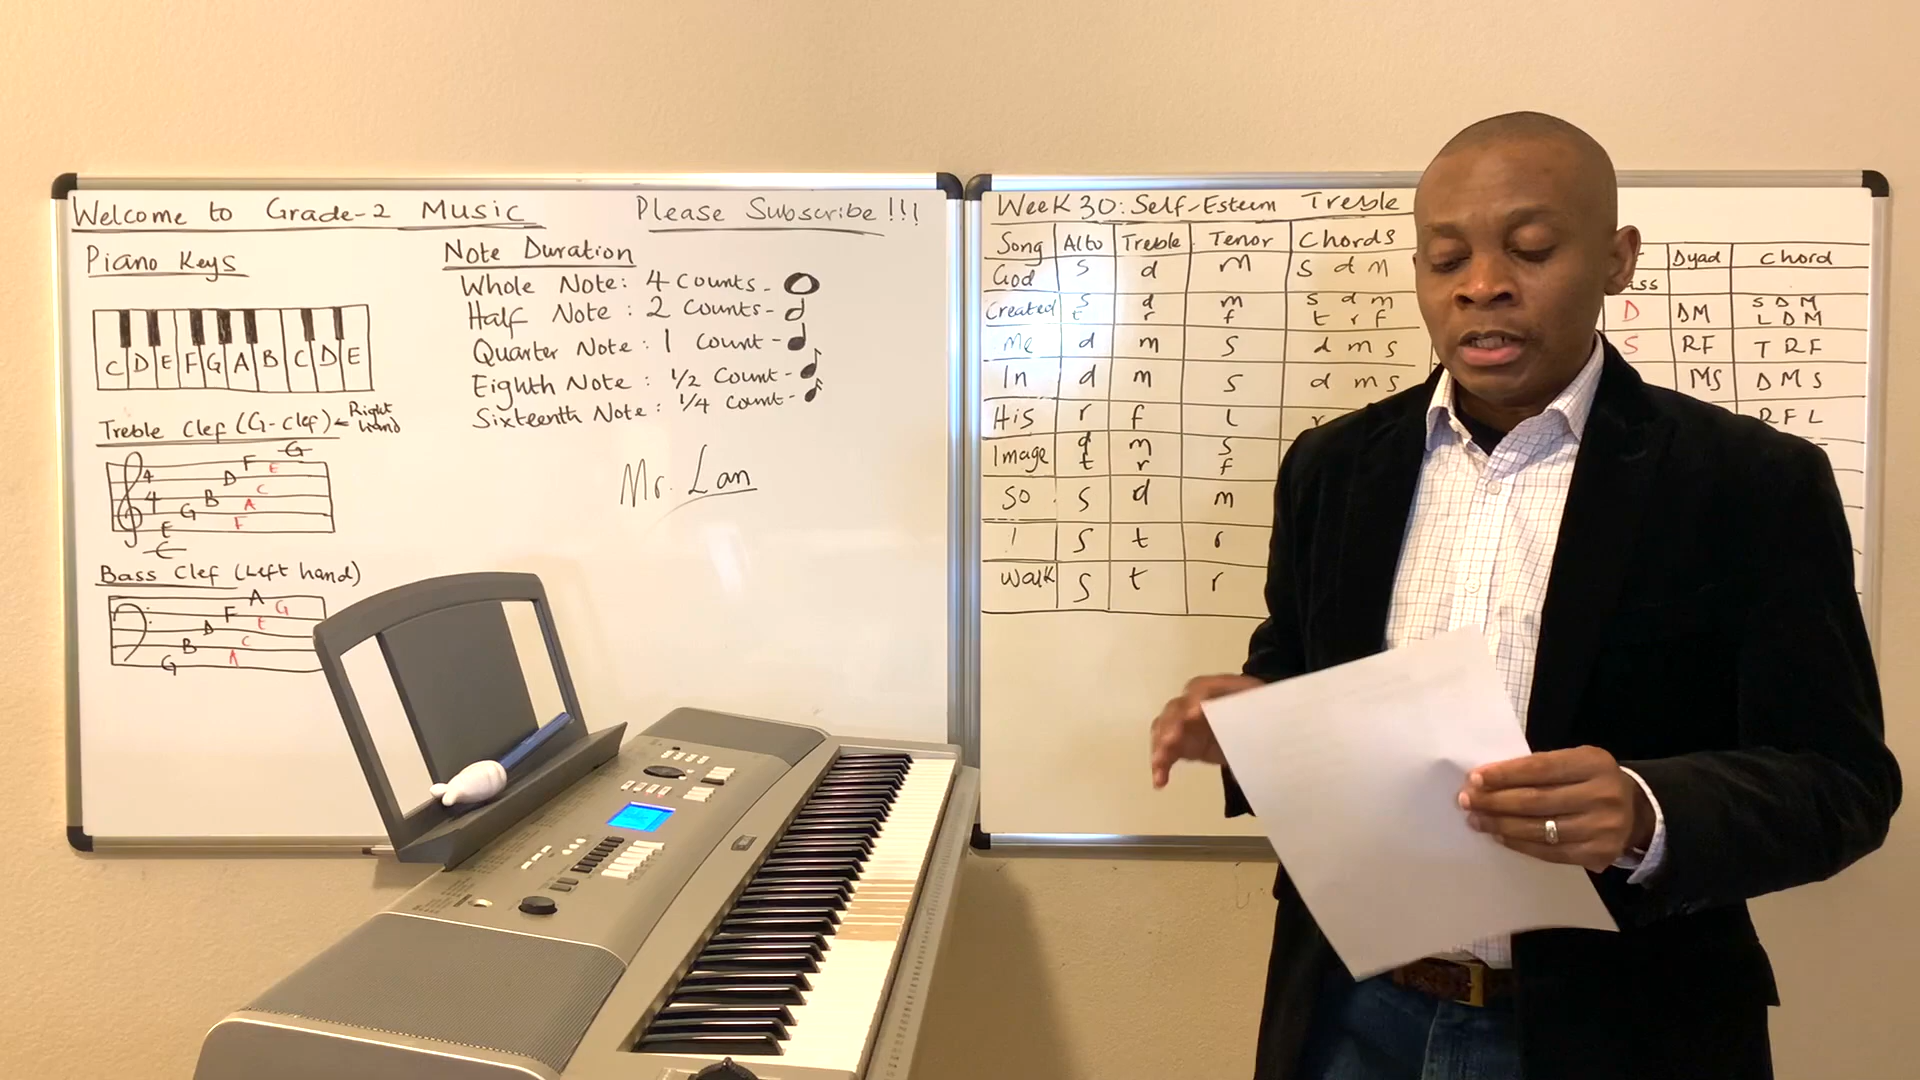 Welcome to Grade-2 Music
Please Subscribe!!!
Piano Keys
C D E F G A B C D E
Treble Clef (G-Clef) ← Right hand
G
F E
D
4 C
4 B A
G F
E
C
Bass Clef (Left hand)
A G
F E
D C
B A
G
Note Duration
Whole Note: 4 Counts -
Half Note: 2 Counts -
Quarter Note: 1 Count -
Eighth Note: 1/2 Count -
Sixteenth Note: 1/4 Count -
Mr. Lan
Week 30: Self-Esteem Treble
Song Alto Treble Tenor Chords
God s d m s d m
Created s d m s d m
t r f t r f
Me d m s d m s
In d m s d m s
His r f l r
Image d m s
t r f
So s d m
I s t r
Walk s t r
Dyad Chord
D DM S D M
L D M
S RF T R F
MS D M S
R F L